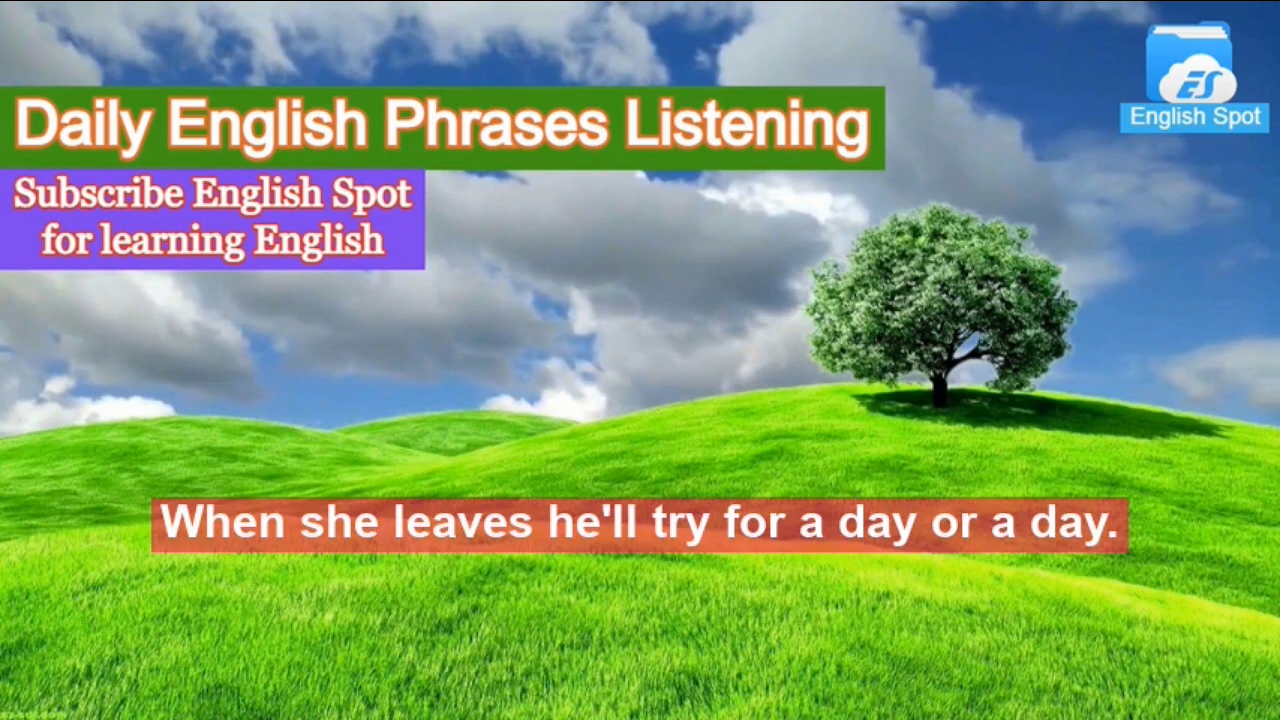 Daily English Phrases Listening
Subscribe English Spot
for learning English
ES
English Spot
When she leaves he'll try for a day or a day.